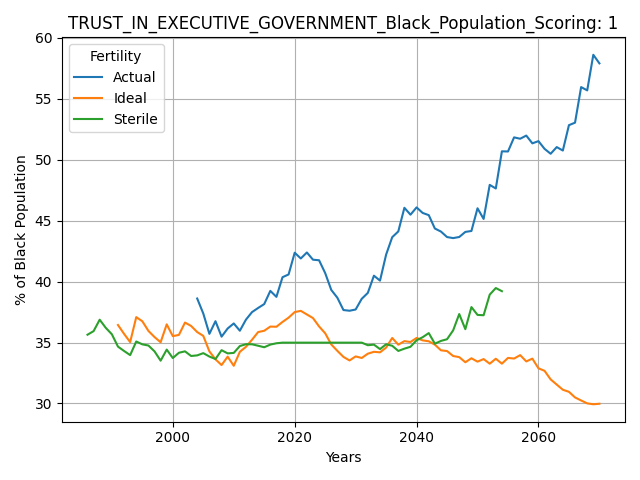 TRUST_IN_EXECUTIVE_GOVERNMENT_Black_Population_Scoring: 1
Fertility
Actual
Ideal
Sterile
% of Black Population
60
55
50
45
40
35
30
2000
2020
2040
2060
Years